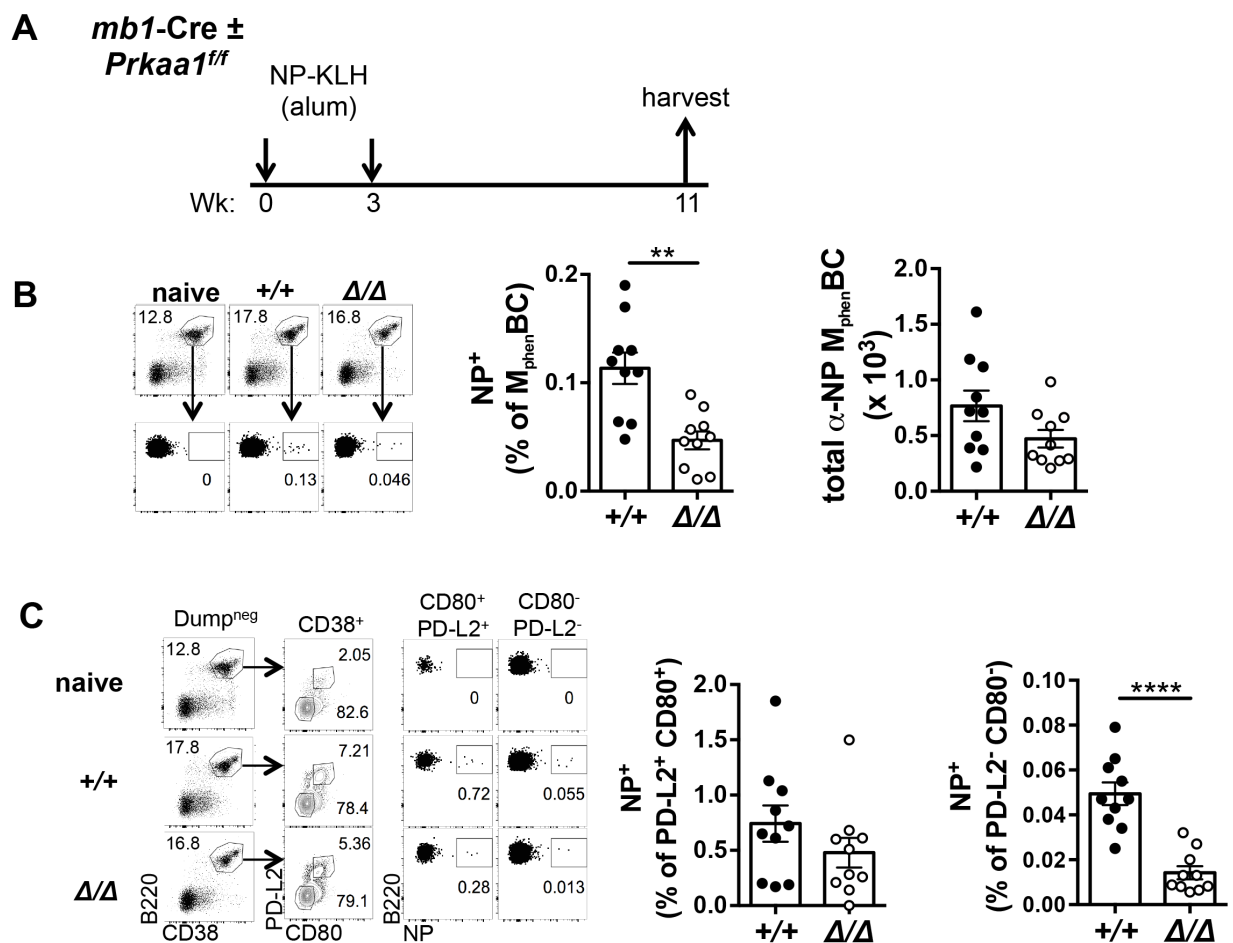 A
mb1-Cre ±
Prkaa1f/f
NP-KLH
(alum)
harvest
Wk: 0 3 11
B
naive +/+ Δ/Δ
12.8 17.8 16.8
0 0.13 0.046
NP+
(% of MphenBC)
**
0.2
0.1
0.0
+/+ Δ/Δ
total α-NP MphenBC
(x 10³)
2.0
1.5
1.0
0.5
0.0
+/+ Δ/Δ
C
Dumpneg
CD38+
CD80+
PD-L2+
CD80-
PD-L2-
naive
12.8
2.05
82.6
0
0
+/+
17.8
7.21
78.4
0.72
0.055
Δ/Δ
16.8
5.36
79.1
0.28
0.013
B220
CD38
PD-L2
CD80
B220
NP
NP+
(% of PD-L2+ CD80+)
2.0
1.5
1.0
0.5
0.0
+/+ Δ/Δ
NP+
(% of PD-L2- CD80-)
****
0.10
0.08
0.06
0.04
0.02
0.00
+/+ Δ/Δ